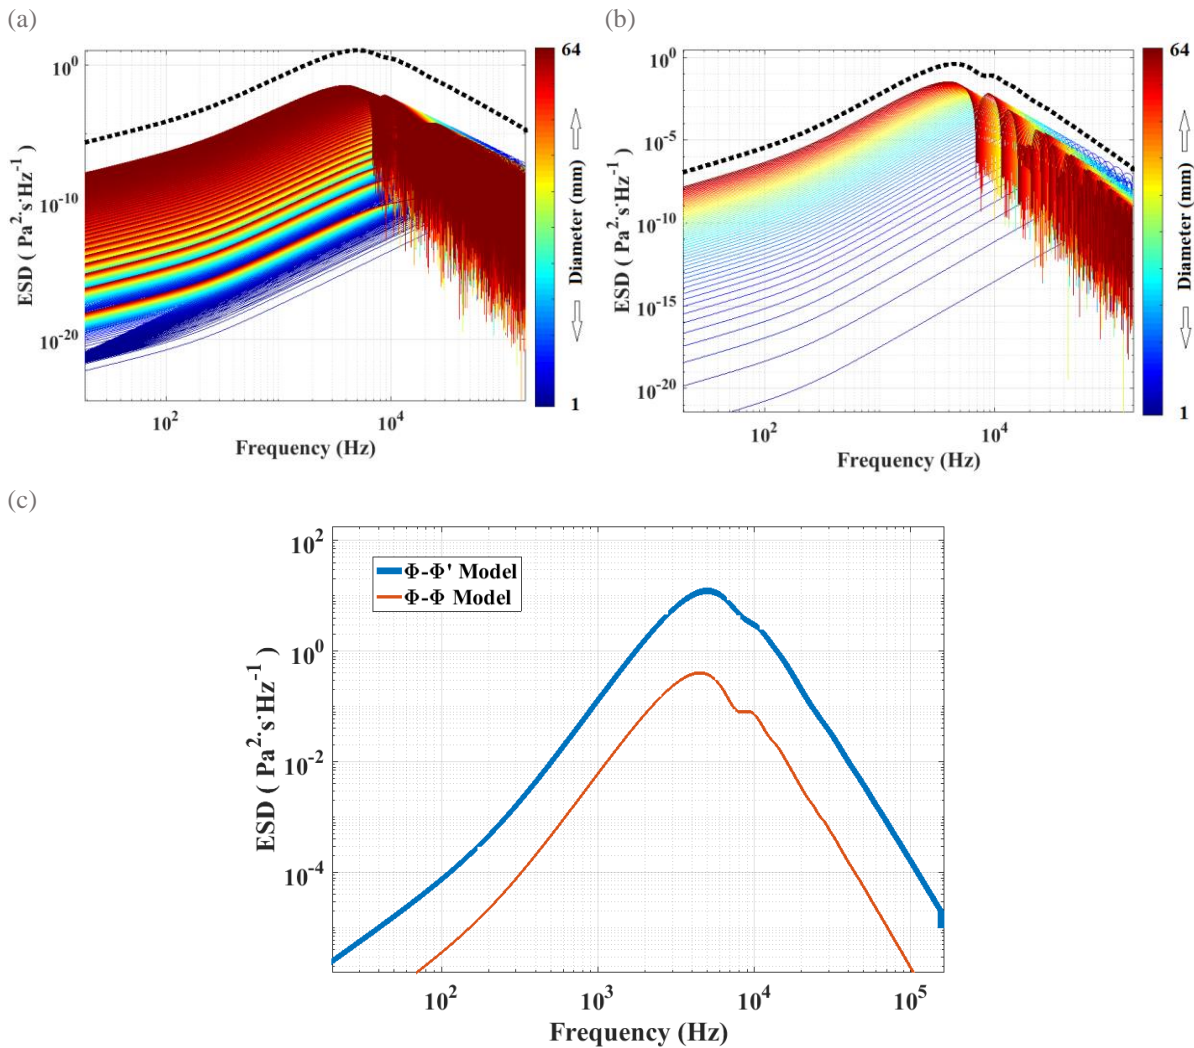 (a)
(b)
10^0
10^-10
10^-20
ESD ( Pa^2·s·Hz^-1)
10^2
10^4
Frequency (Hz)
64
Diameter (mm)
1
10^0
10^-5
10^-10
10^-15
10^-20
ESD ( Pa^2·s·Hz^-1)
10^2
10^4
Frequency (Hz)
64
Diameter (mm)
1
(c)
10^2
10^0
10^-2
10^-4
ESD ( Pa^2·s·Hz^-1)
Φ-Φ' Model
Φ-Φ Model
10^2
10^3
10^4
10^5
Frequency (Hz)